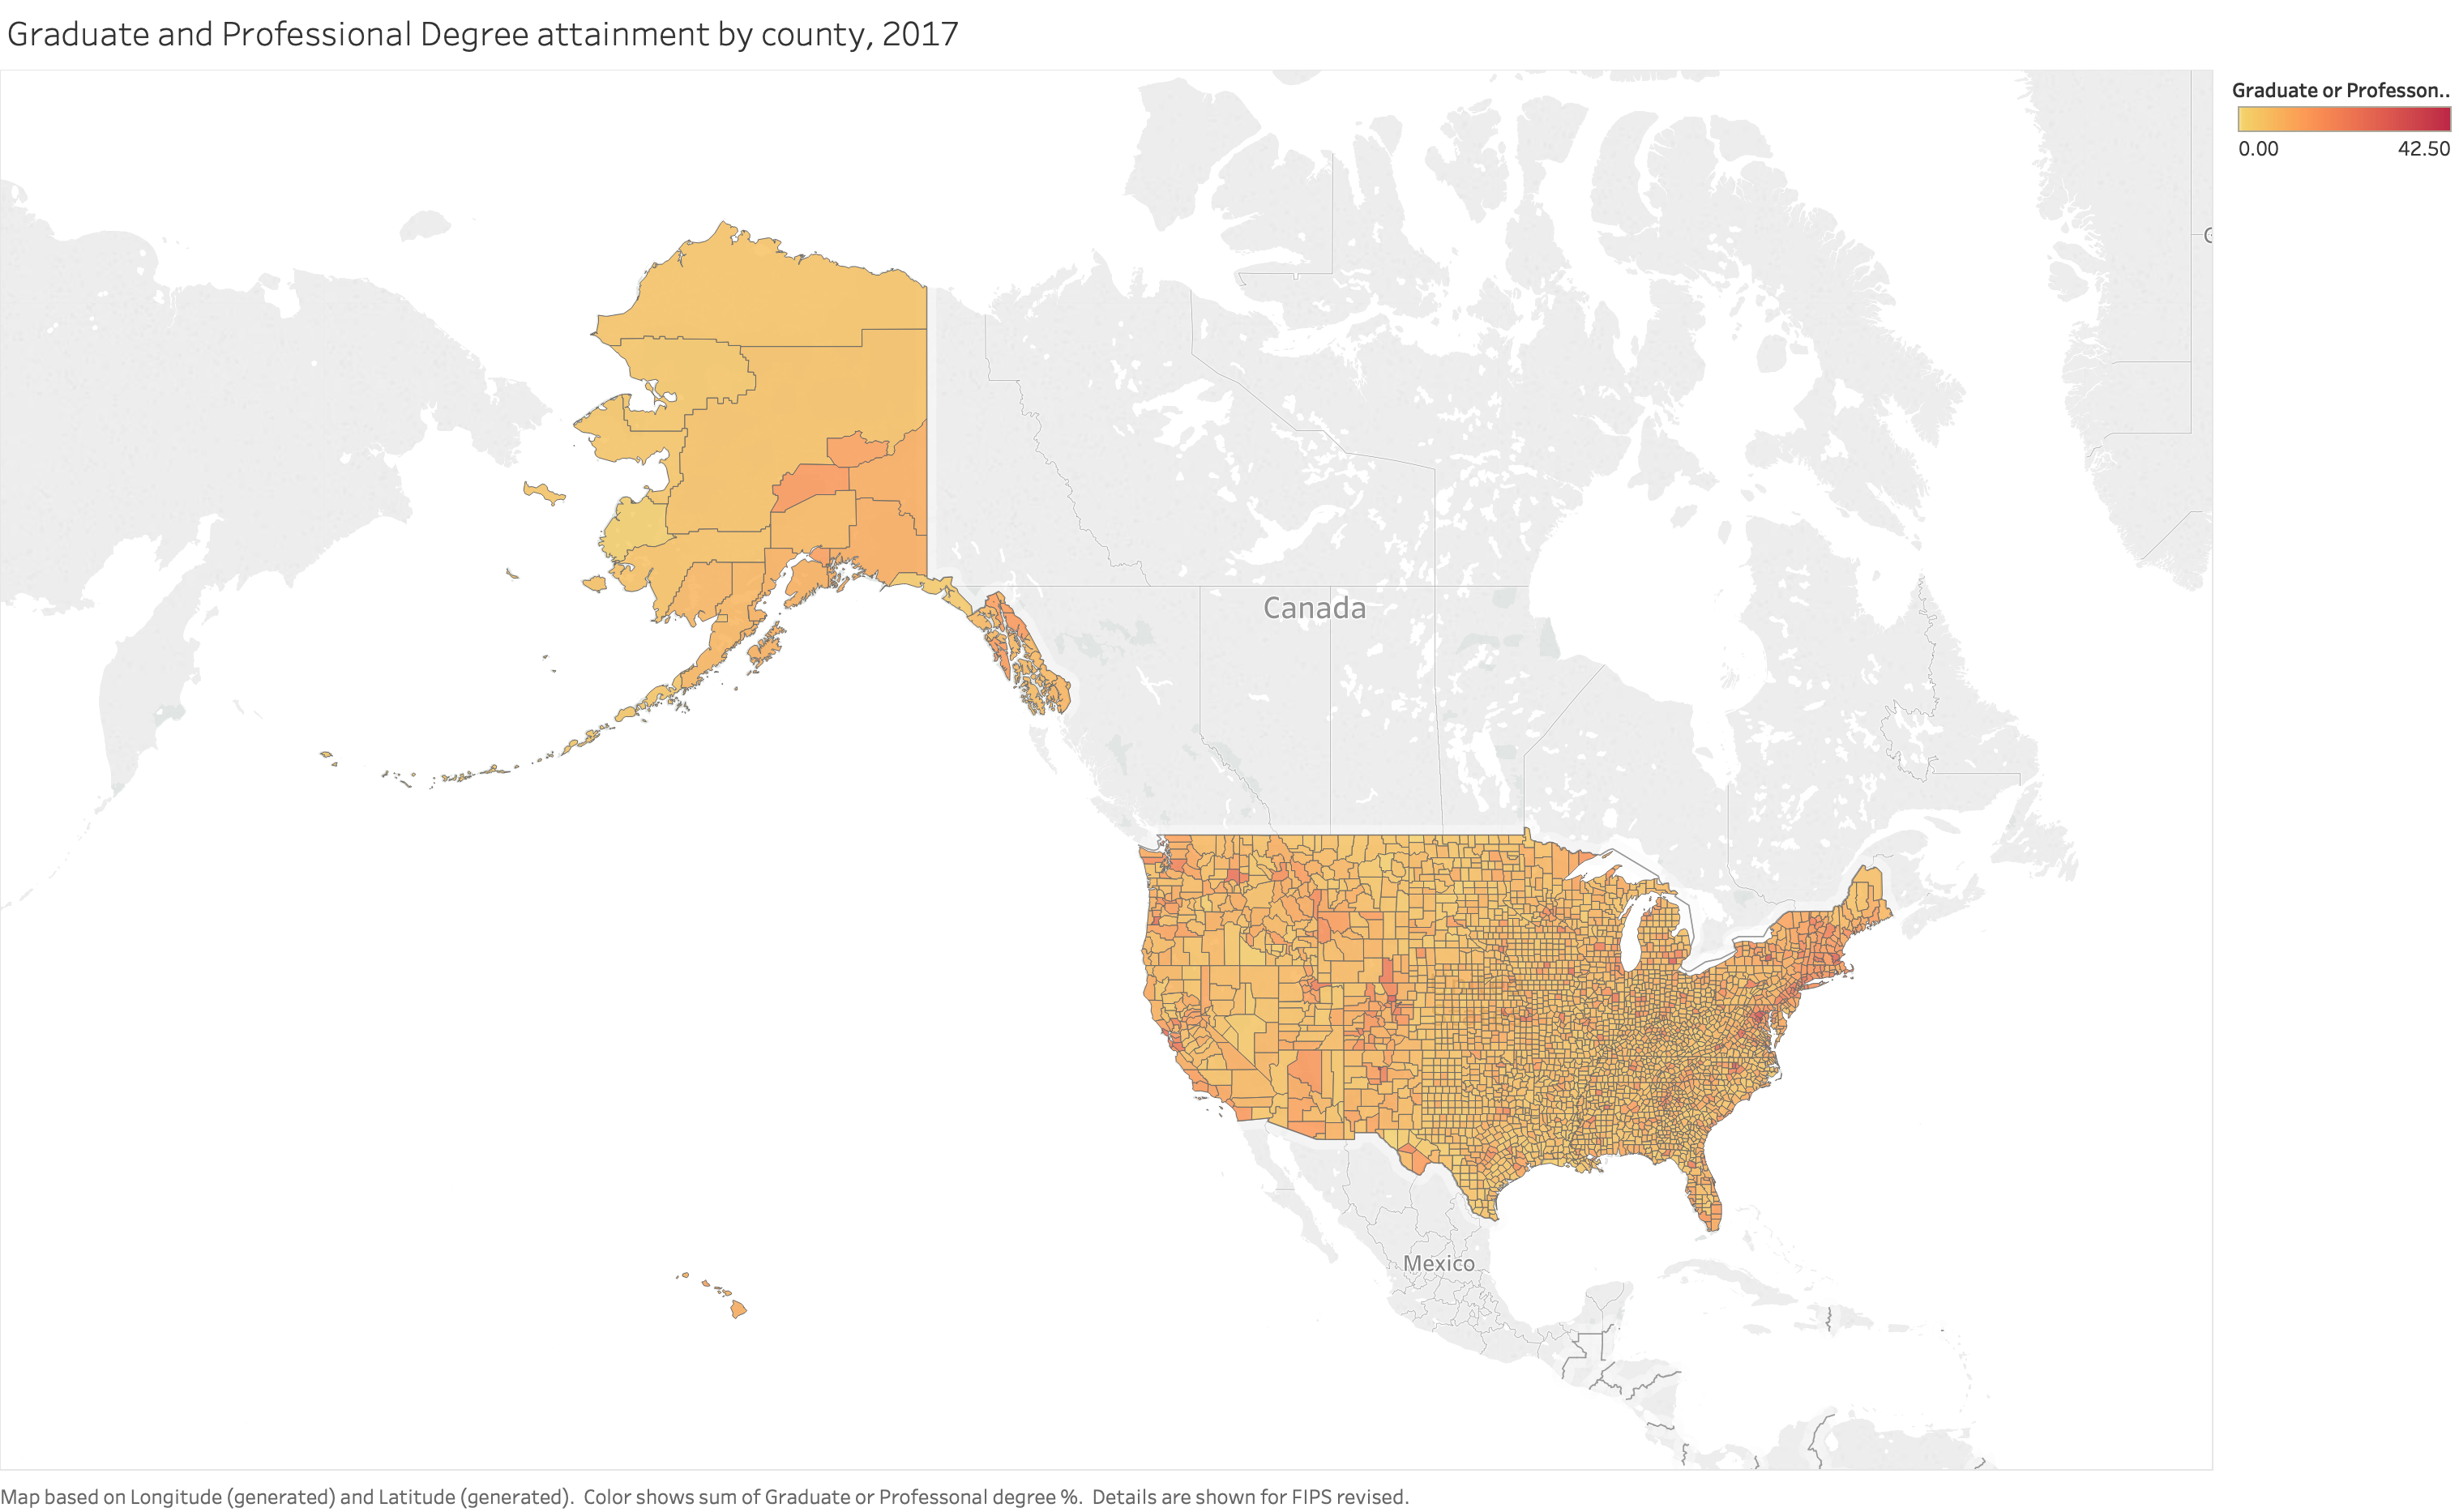 Graduate and Professional Degree attainment by county, 2017
Graduate or Professon..
0.00 42.50
Canada
Mexico
Map based on Longitude (generated) and Latitude (generated). Color shows sum of Graduate or Professonal degree %. Details are shown for FIPS revised.